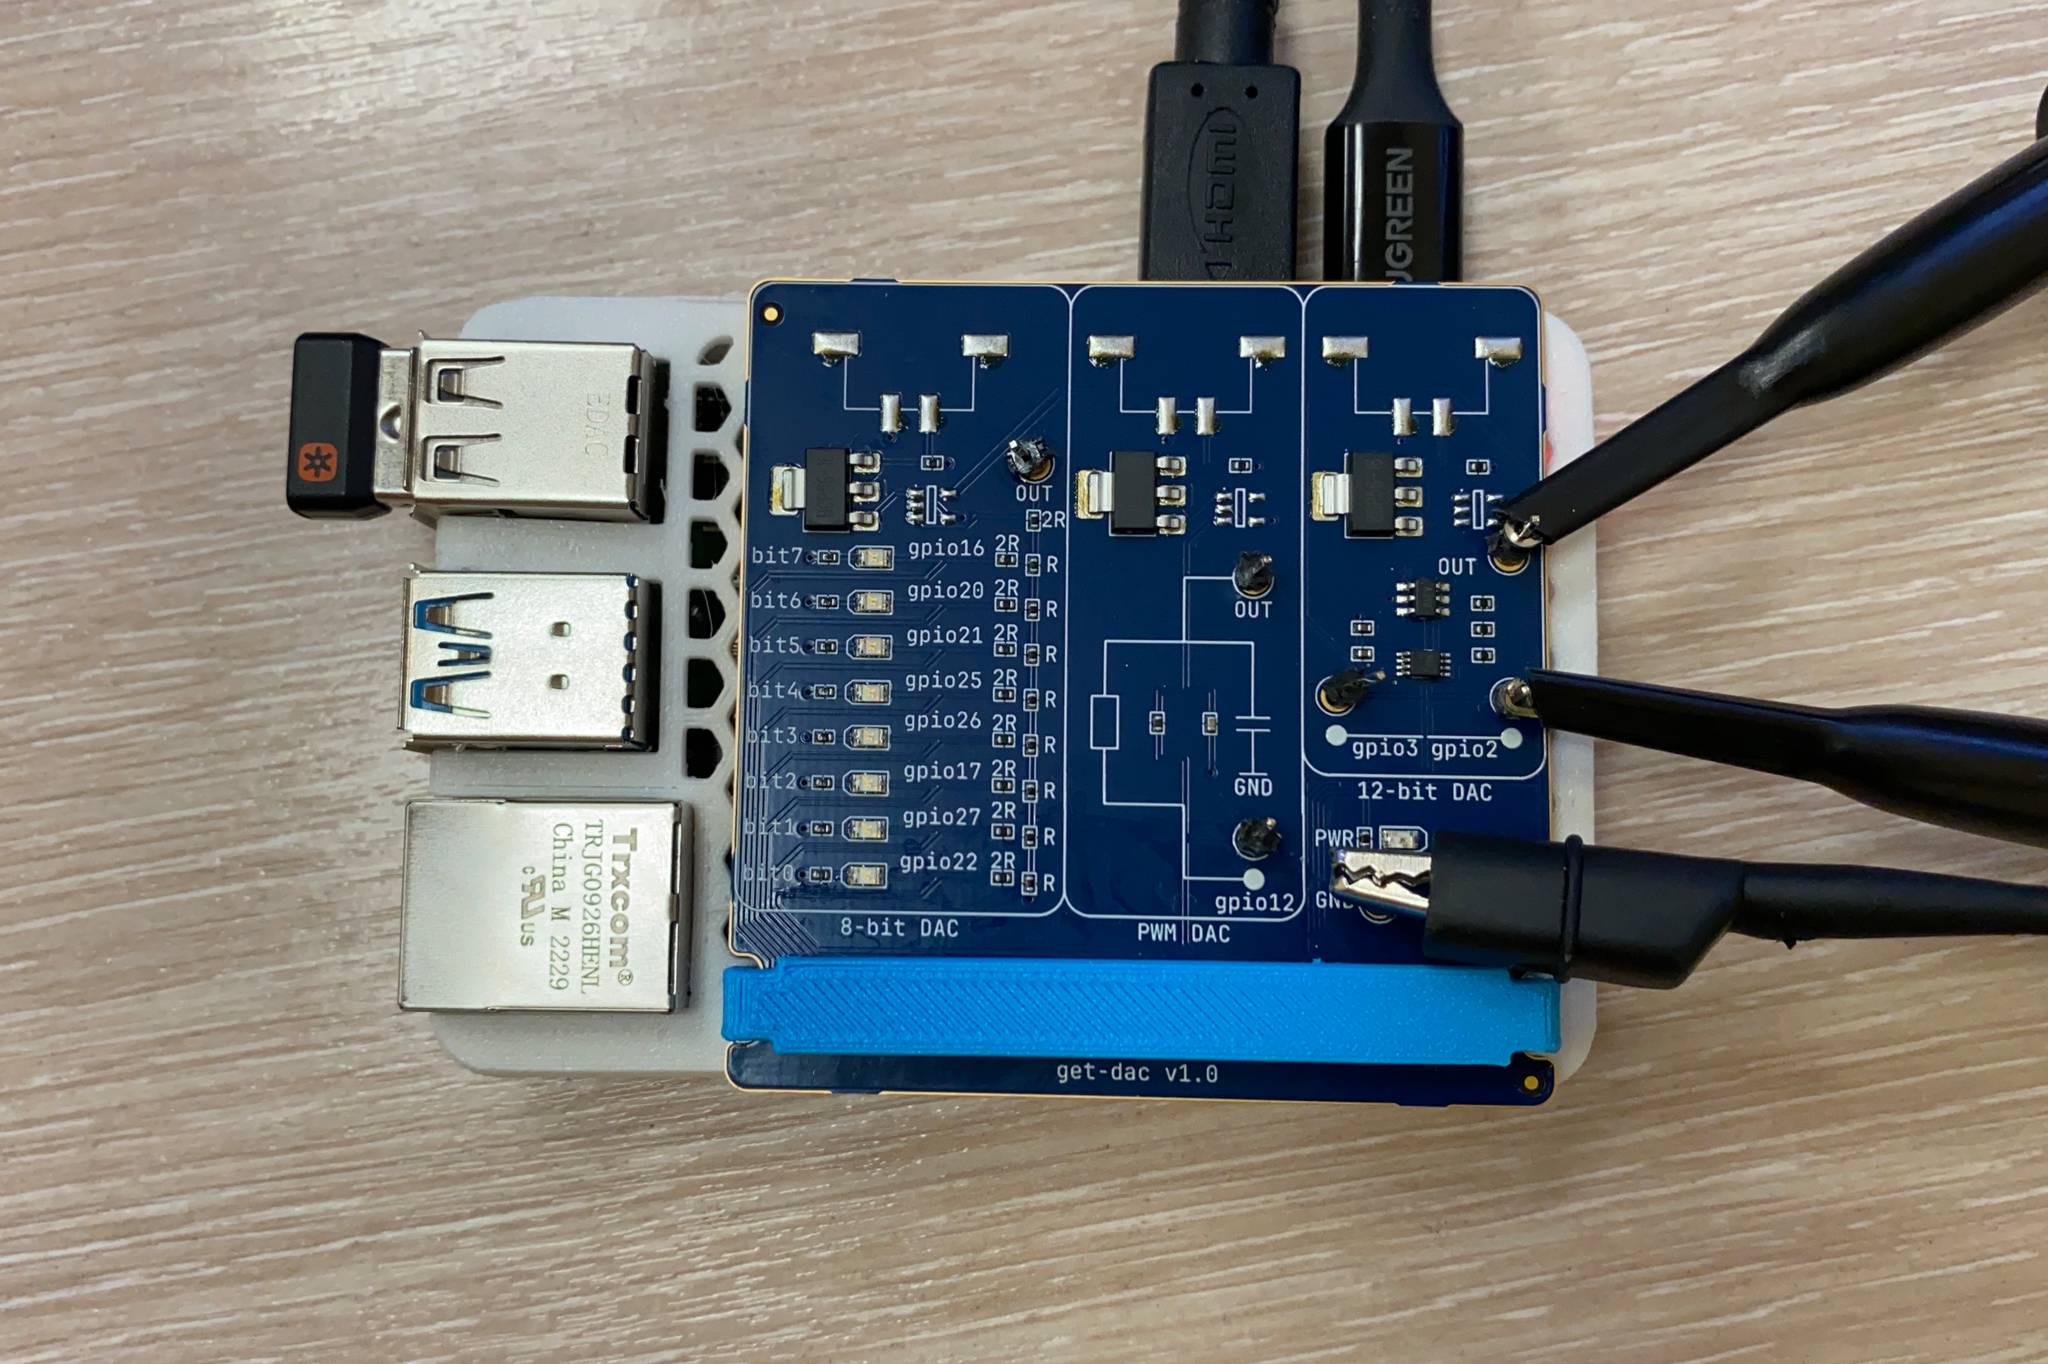 HDMI
UGREEN
EDAC
Trxcom®
TRJG0926HENL
China M 2229
c RU us
OUT
2R
bit7
gpio16
2R
R
bit6
gpio20
2R
R
bit5
gpio21
2R
R
bit4
gpio25
2R
R
bit3
gpio26
2R
R
bit2
gpio17
2R
R
bit1
gpio27
2R
R
bit0
gpio22
2R
R
8-bit DAC
OUT
GND
gpio12
PWM DAC
OUT
gpio3 gpio2
12-bit DAC
PWR
GND
get-dac v1.0